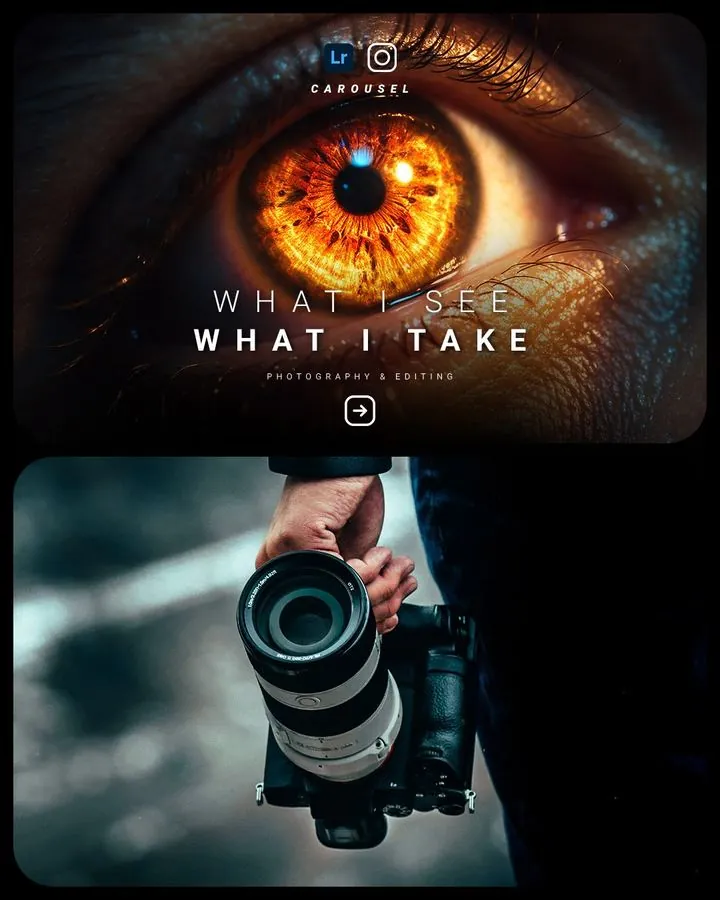 Lr
CAROUSEL
WHAT I SEE
WHAT I TAKE
PHOTOGRAPHY & EDITING